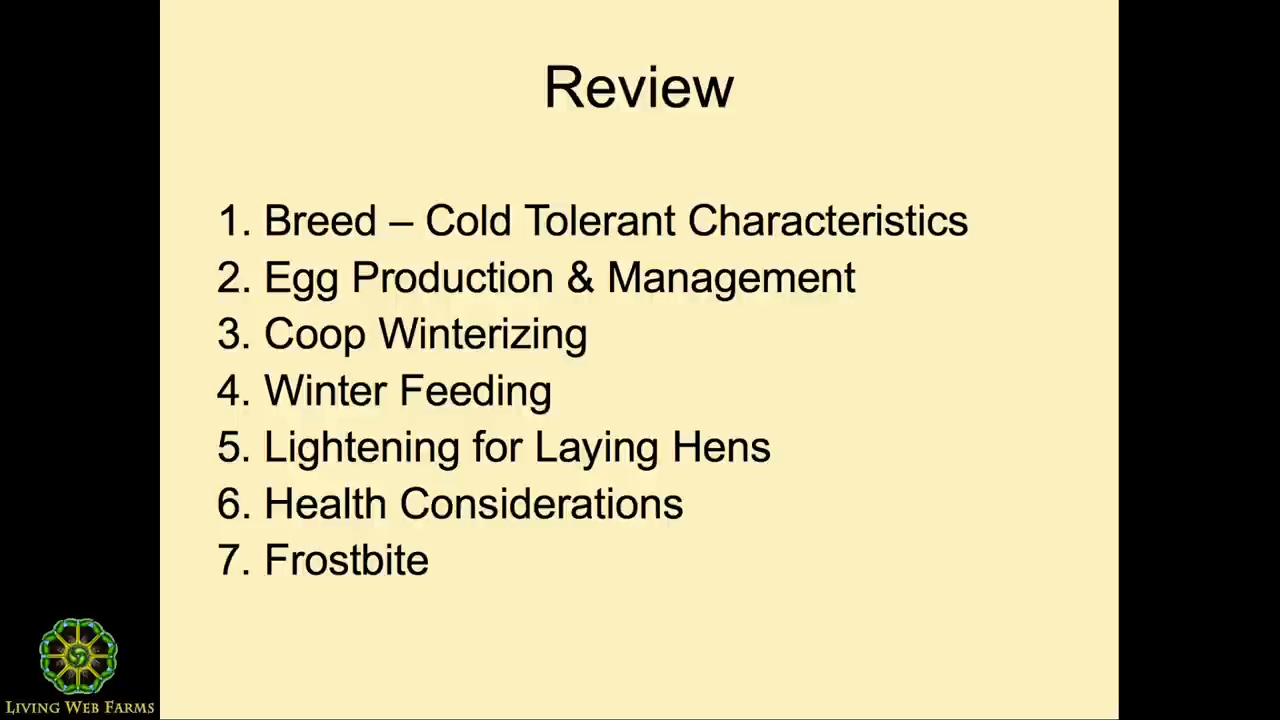 Review
1. Breed – Cold Tolerant Characteristics
2. Egg Production & Management
3. Coop Winterizing
4. Winter Feeding
5. Lightening for Laying Hens
6. Health Considerations
7. Frostbite
LIVING WEB FARMS